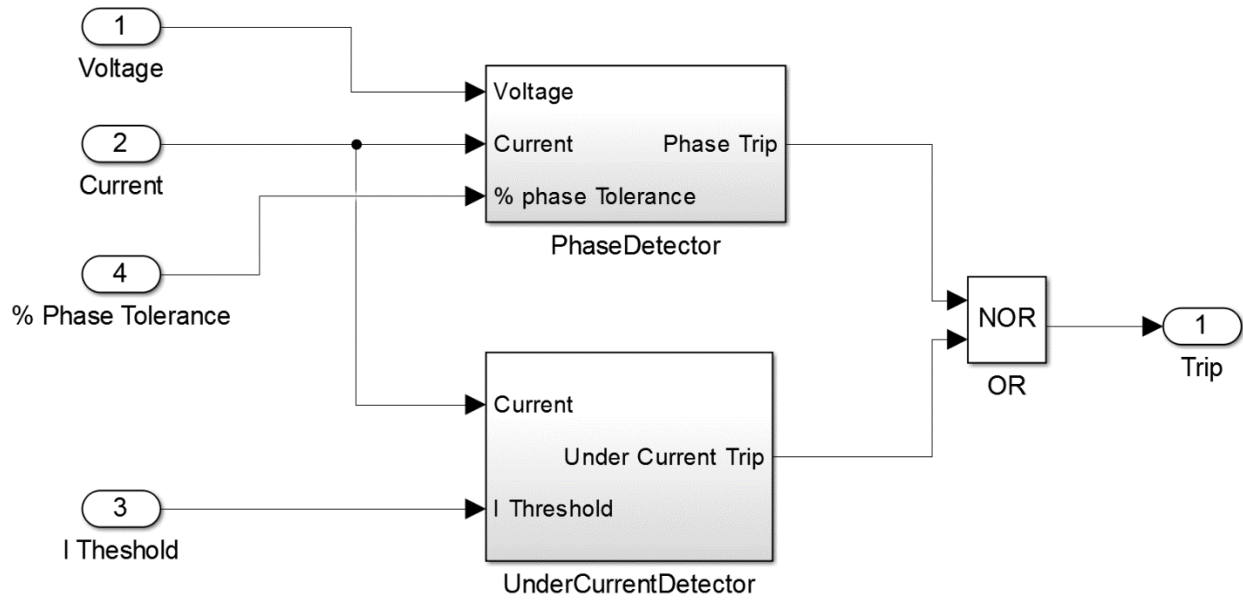 1
Voltage
2
Current
4
% Phase Tolerance
3
I Theshold
Voltage
Current
% phase Tolerance
Phase Trip
PhaseDetector
Current
I Threshold
Under Current Trip
UnderCurrentDetector
NOR
OR
1
Trip